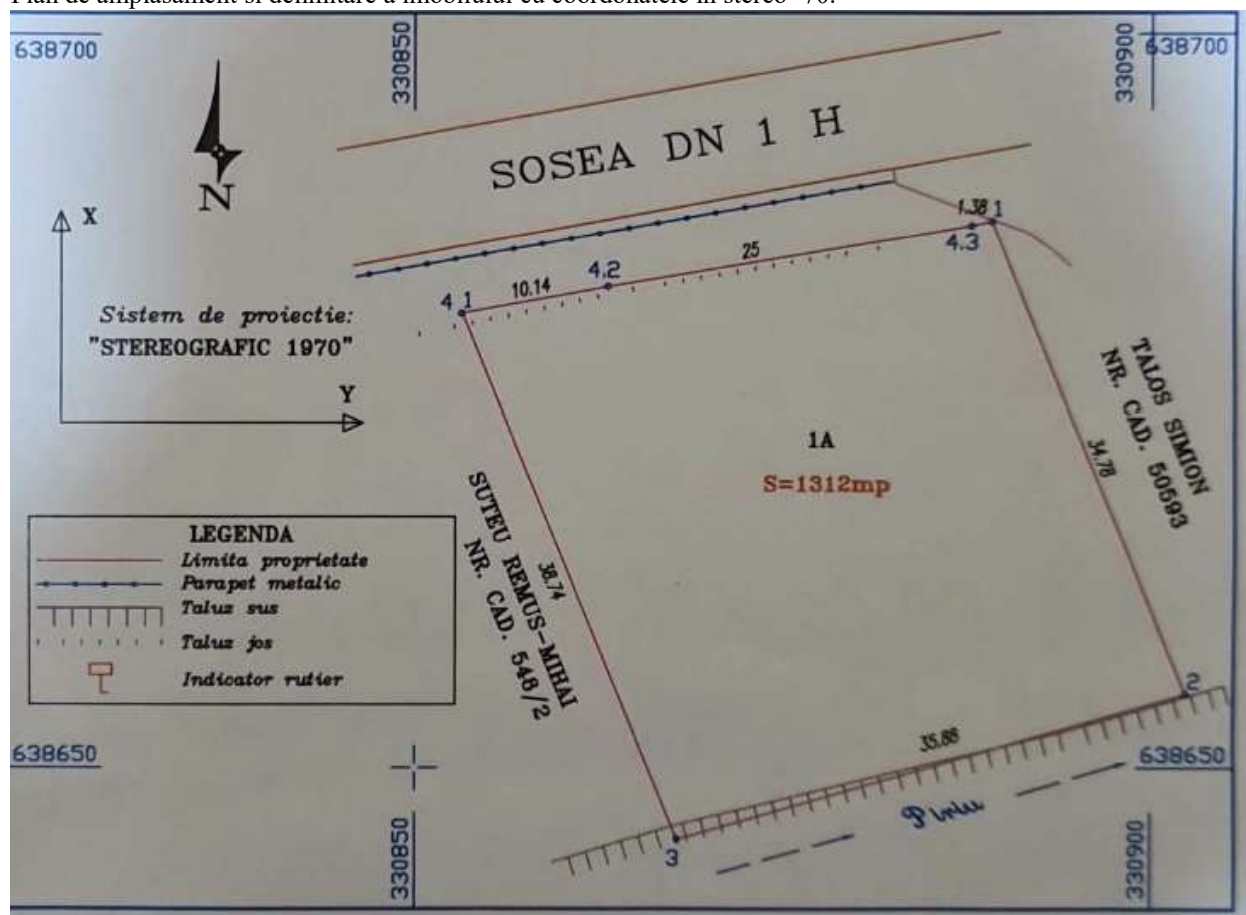 638700
330850
330900
638700
SOSEA DN 1 H
N
X
1.38
1
4.3
25
4.2
10.14
4 1
Sistem de proiectie:
"STEREOGRAFIC 1970"
Y
TALOS SIMION
NR. CAD. 50593
1A
S=1312mp
34.78
SUTEU REMUS-MIHAI
NR. CAD. 548/2
38.74
LEGENDA
Limita proprietate
Parapet metalic
Taluz sus
Taluz jos
Indicator rutier
2
35.88
638650
638650
3
330850
330900